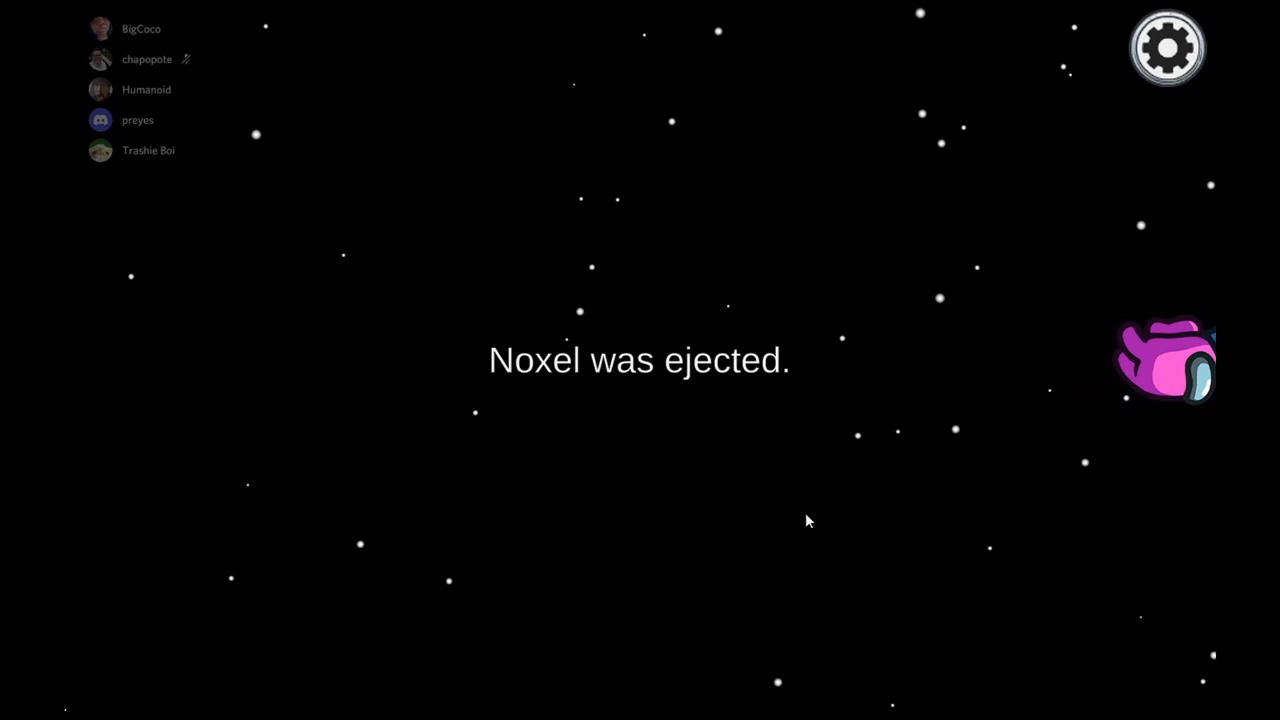 BigCoco
chapopote
Humanoid
preyes
Trashie Boi
Noxel was ejected.